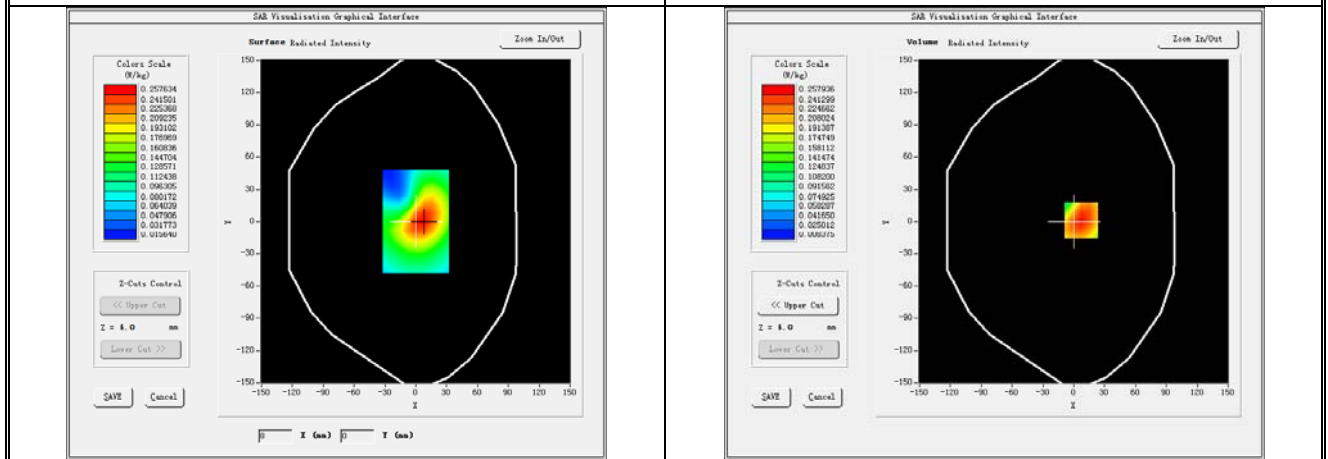 SAR Visualisation Graphical Interface
Surface Radiated Intensity
Zoom In/Out
Colors Scale
(W/kg)
0.257634
0.241501
0.225368
0.209235
0.193102
0.176969
0.160836
0.144704
0.128571
0.112438
0.096305
0.080172
0.064039
0.047906
0.031773
0.015640
Z-Cuts Control
<< Upper Cut
Z = 4.0 mm
Lower Cut >>
SAVE Cancel
150
120
90
60
30
0
-30
-60
-90
-120
-150
Y
-150 -120 -90 -60 -30 0 30 60 90 120 150
X
0 X (mm) 0 Y (mm)
SAR Visualisation Graphical Interface
Volume Radiated Intensity
Zoom In/Out
Colors Scale
(W/kg)
0.257936
0.241299
0.224662
0.208024
0.191387
0.174749
0.158112
0.141474
0.124837
0.108200
0.091562
0.074925
0.058287
0.041650
0.025012
0.008375
Z-Cuts Control
<< Upper Cut
Z = 4.0 mm
Lower Cut >>
SAVE Cancel
150
120
90
60
30
0
-30
-60
-90
-120
-150
Y
-150 -120 -90 -60 -30 0 30 60 90 120 150
X